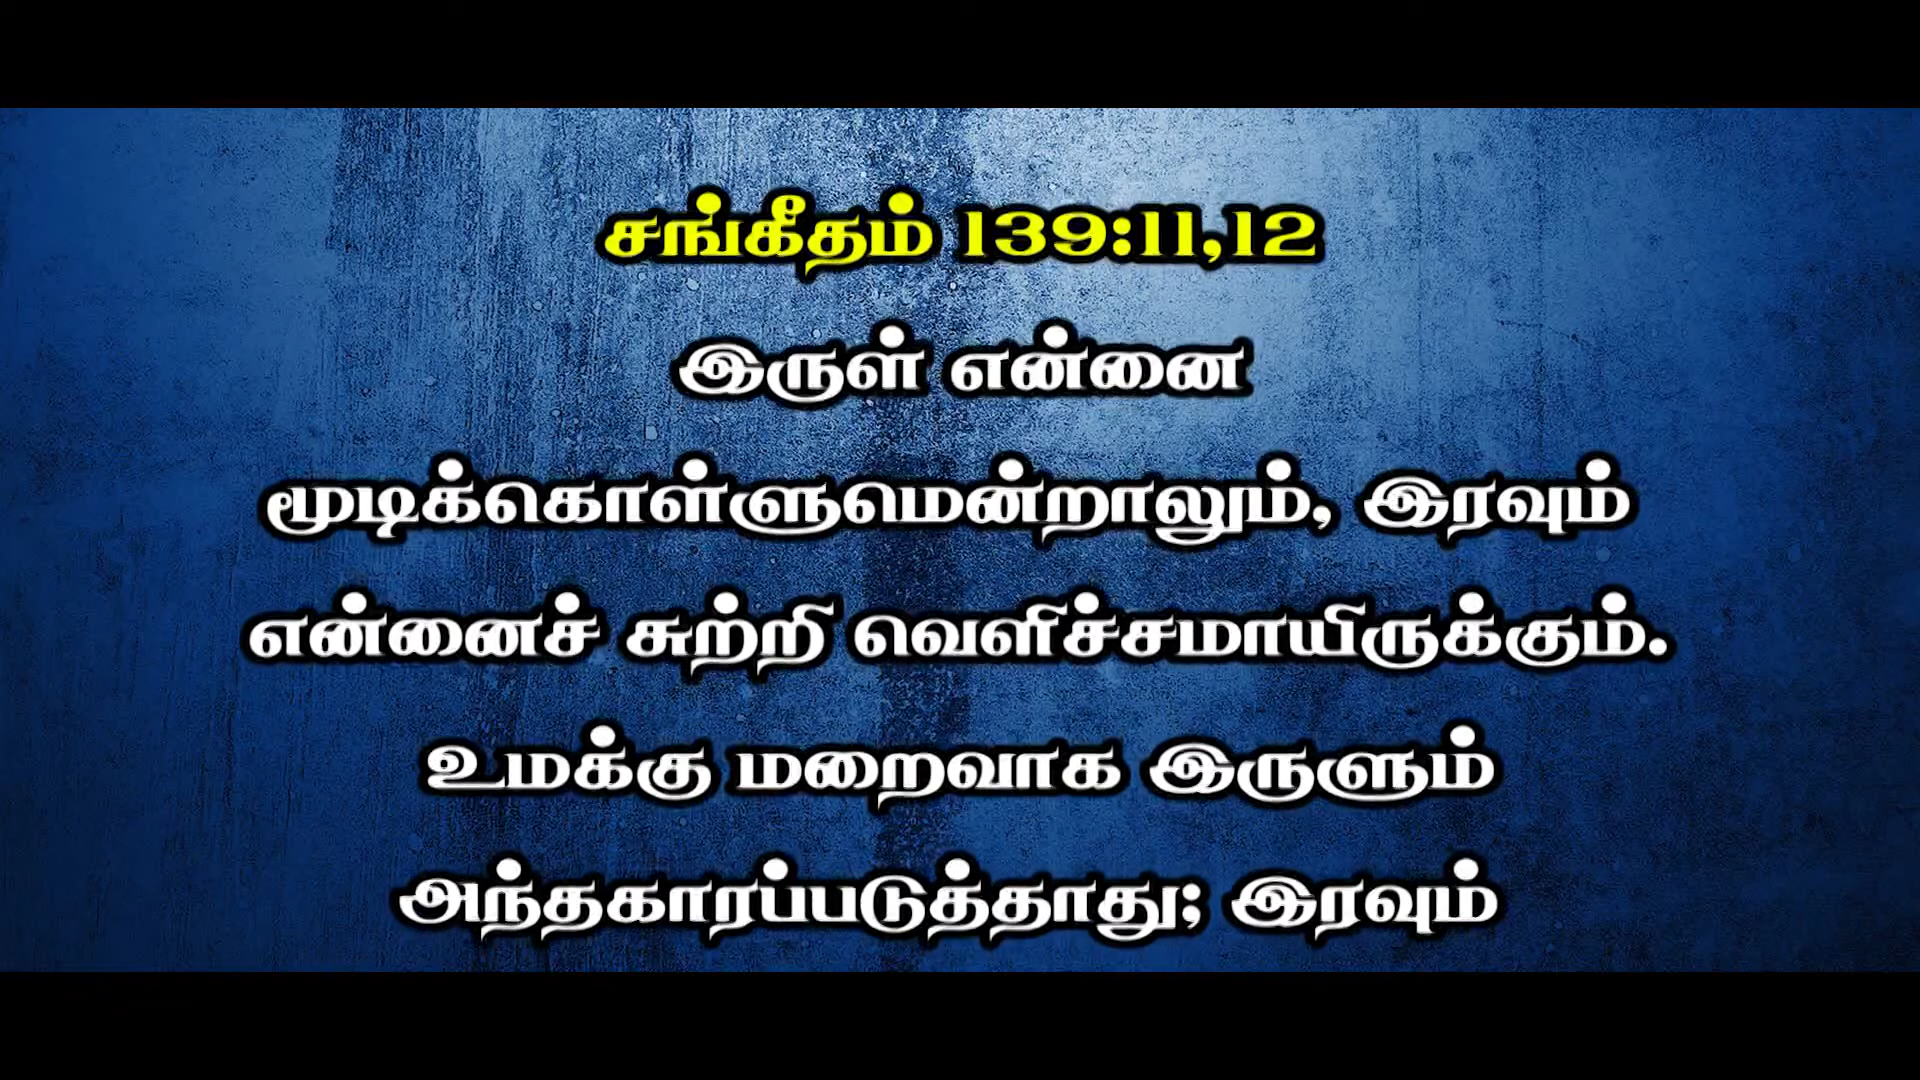 சங்கீதம் 139:11,12
இருள் என்னை
மூடிக்கொள்ளுமென்றாலும், இரவும்
என்னைச் சுற்றி வெளிச்சமாயிருக்கும்.
உமக்கு மறைவாக இருளும்
அந்தகாரப்படுத்தாது; இரவும்